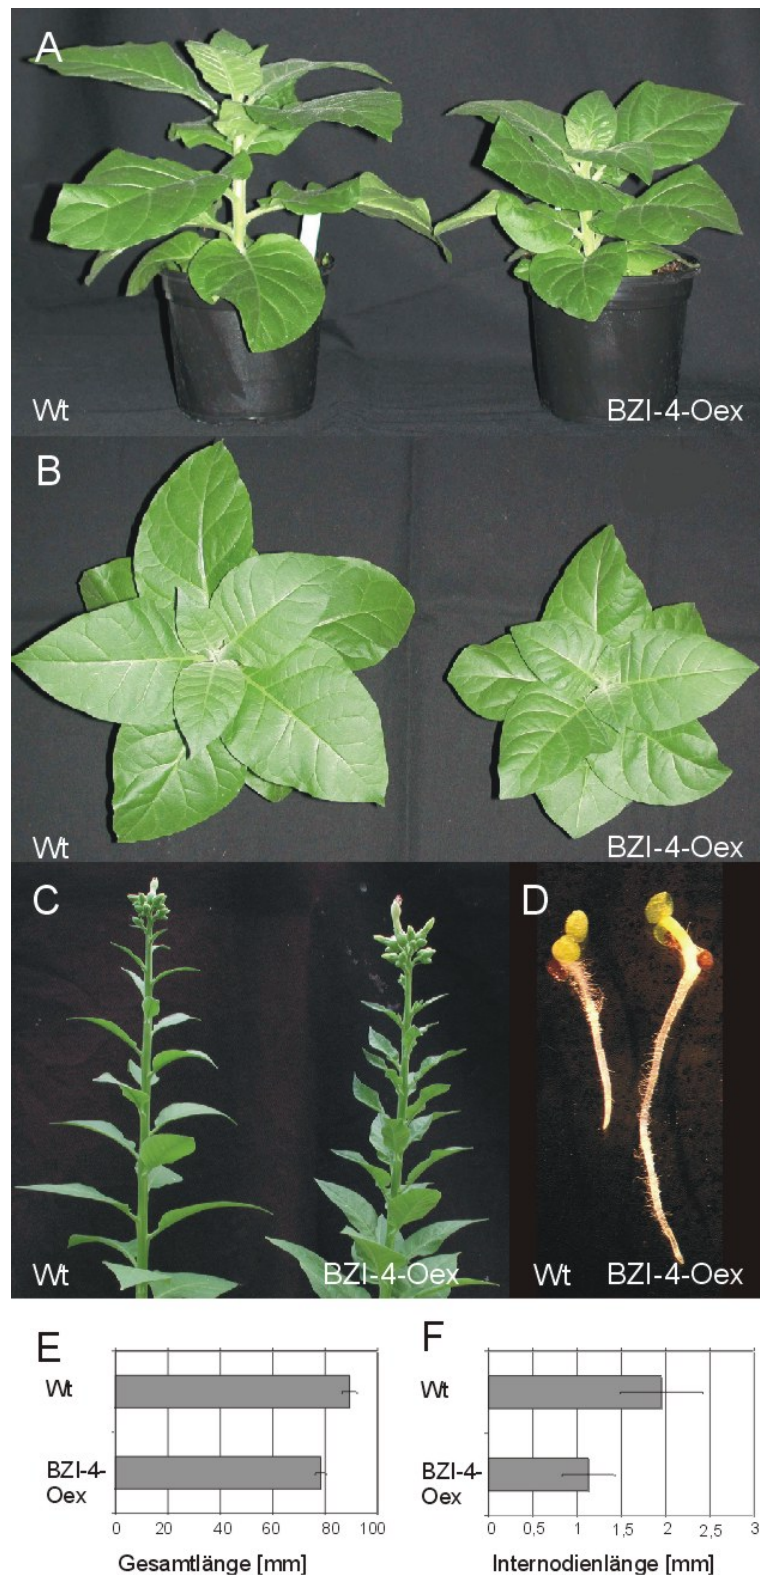 A
Wt BZI-4-Oex
B
Wt BZI-4-Oex
C D
Wt BZI-4-Oex Wt BZI-4-Oex
E F
Wt Wt
BZI-4- BZI-4-
Oex Oex
0 20 40 60 80 100 0 0,5 1 1,5 2 2,5 3
Gesamtlänge [mm] Internodienlänge [mm]